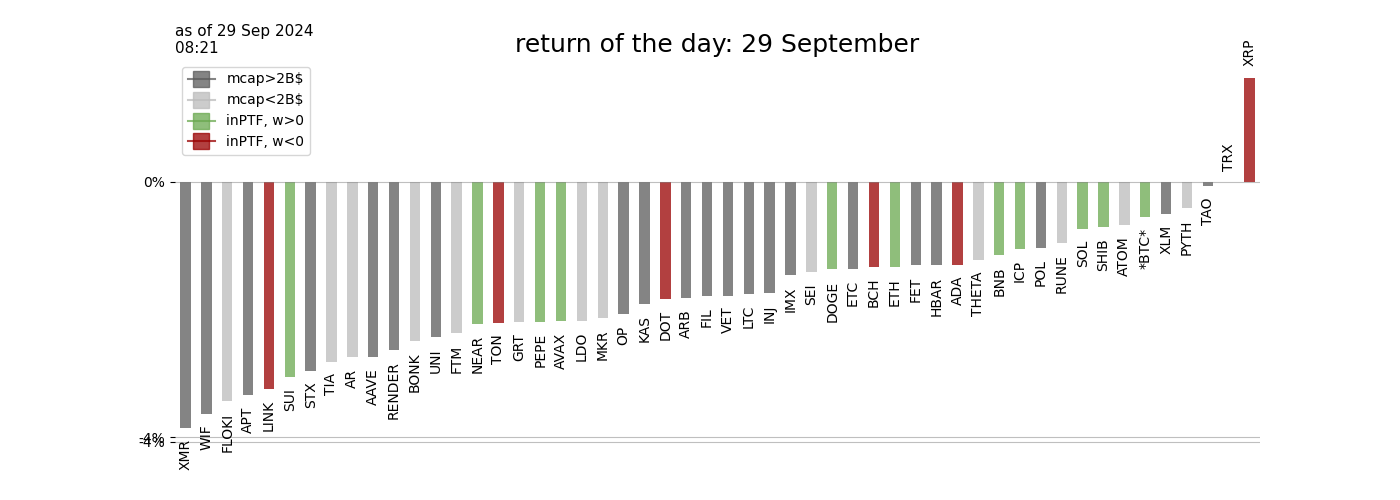 as of 29 Sep 2024
08:21
return of the day: 29 September
mcap>2B$
mcap<2B$
inPTF, w>0
inPTF, w<0
0%
-4%
-4%
XMR
WIF
FLOKI
APT
LINK
SUI
STX
TIA
AR
AAVE
RENDER
BONK
UNI
FTM
NEAR
TON
GRT
PEPE
AVAX
LDO
MKR
OP
KAS
DOT
ARB
FIL
VET
LTC
INJ
IMX
SEI
DOGE
ETC
BCH
ETH
FET
HBAR
ADA
THETA
BNB
ICP
POL
RUNE
SOL
SHIB
ATOM
*BTC*
XLM
PYTH
TAO
TRX
XRP